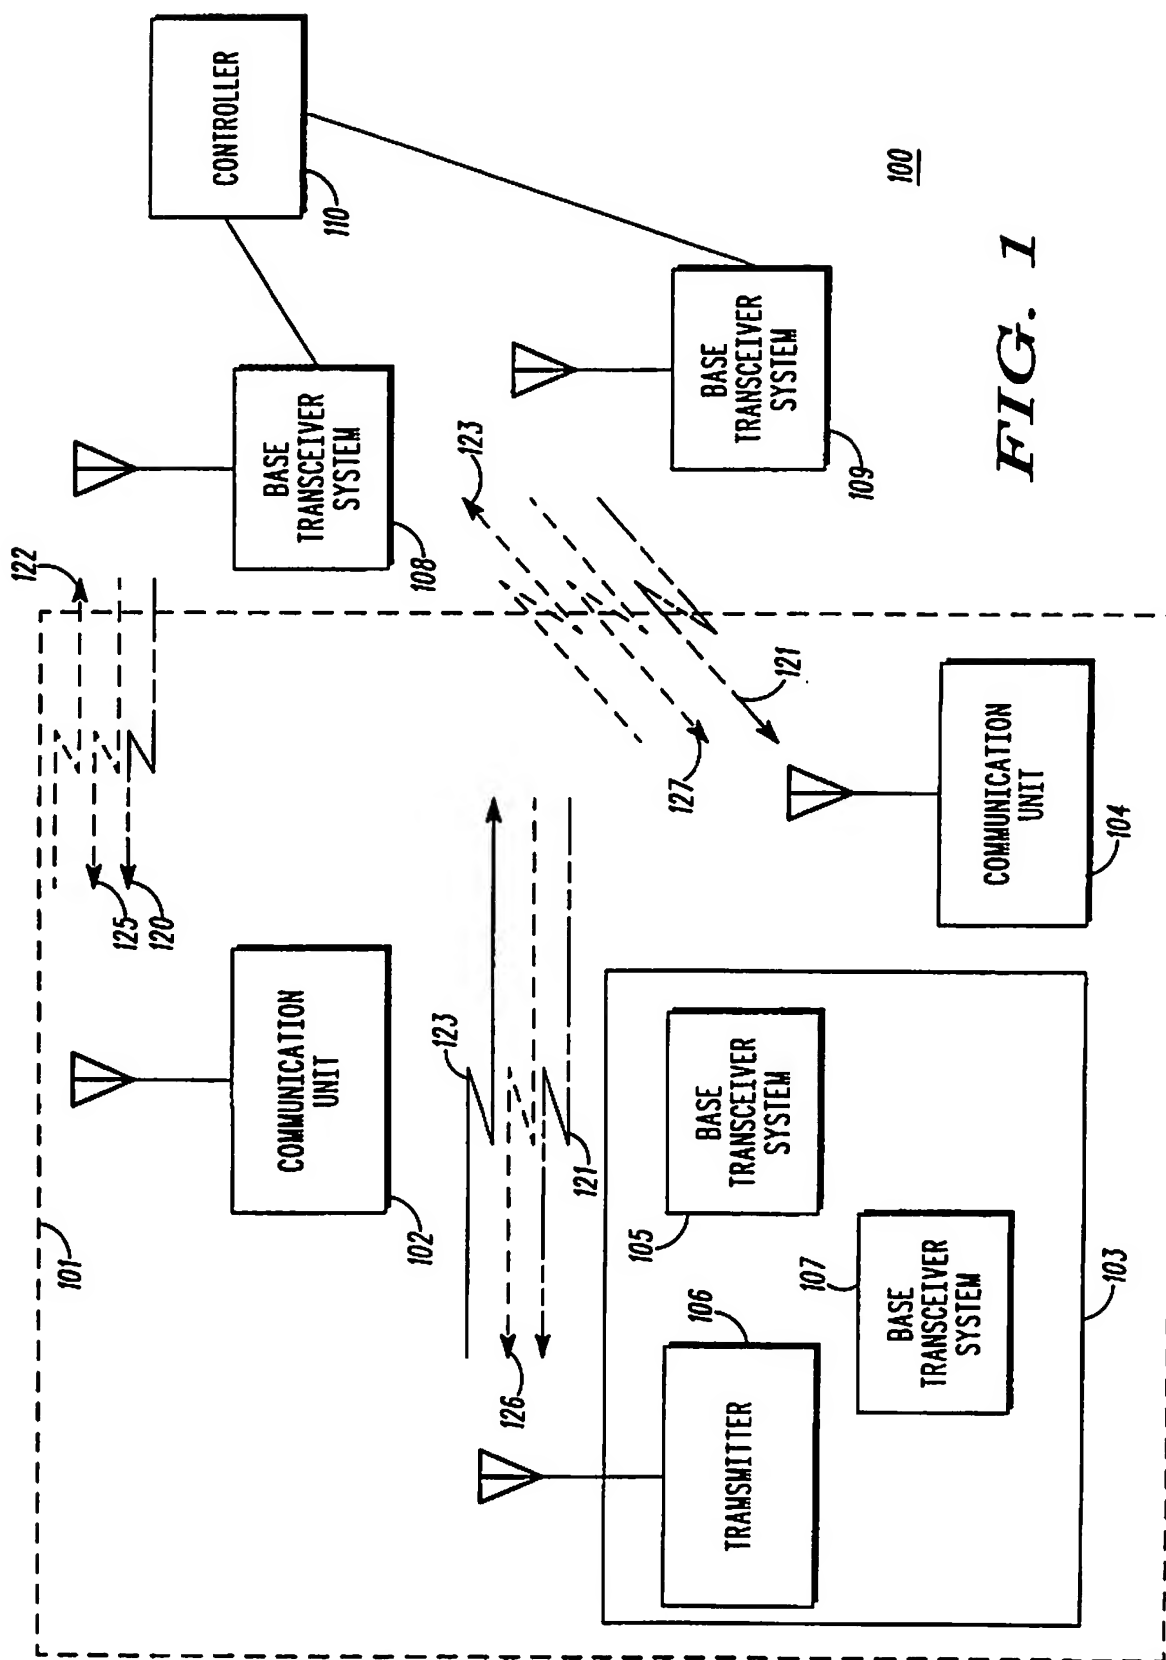 101
122
125
120
COMMUNICATION
UNIT
102
BASE
TRANSCEIVER
SYSTEM
108
CONTROLLER
110
123
126
121
123
127
121
BASE
TRANSCEIVER
SYSTEM
109
TRAMSMITTER
106
BASE
TRANSCEIVER
SYSTEM
105
BASE
TRANSCEIVER
SYSTEM
107
103
COMMUNICATION
UNIT
104
100
FIG. 1